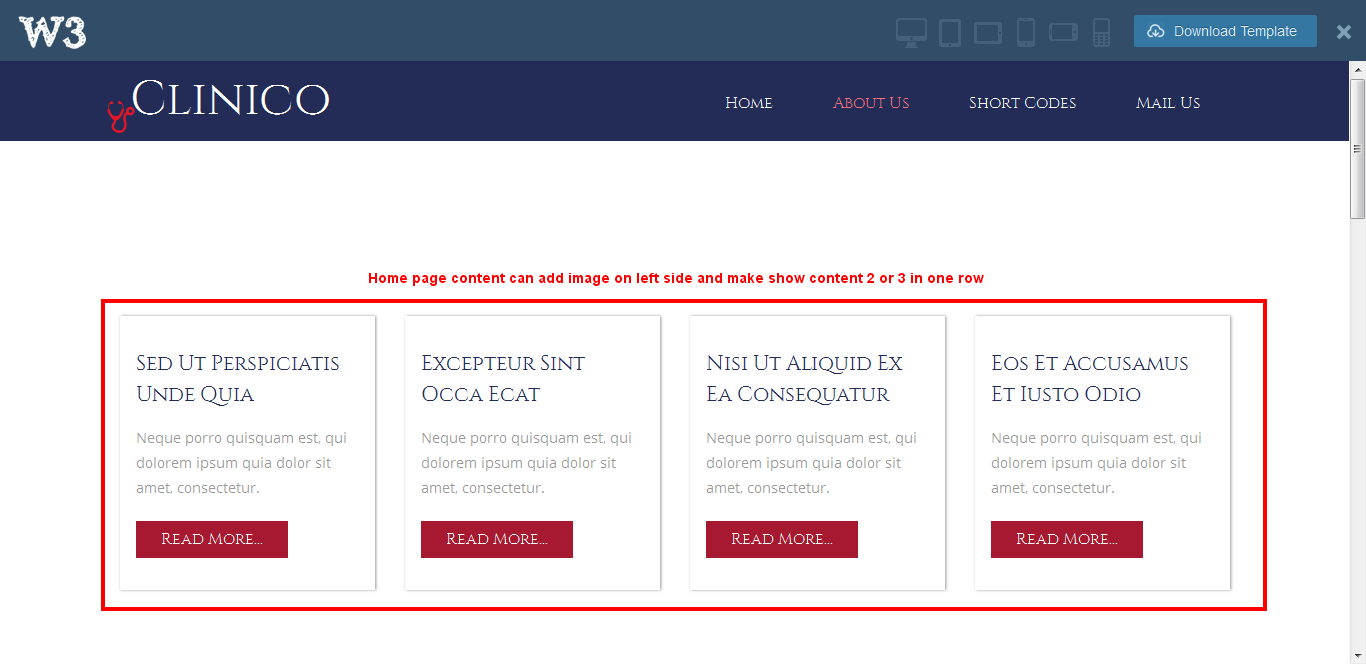 W3
Download Template
Clinico
Home
About Us
Short Codes
Mail Us
Home page content can add image on left side and make show content 2 or 3 in one row
Sed Ut Perspiciatis
Unde Quia
Neque porro quisquam est, qui
dolorem ipsum quia dolor sit
amet, consectetur.
Read More...
Excepteur Sint
Occa Ecat
Neque porro quisquam est, qui
dolorem ipsum quia dolor sit
amet, consectetur.
Read More...
Nisi Ut Aliquid Ex
Ea Consequatur
Neque porro quisquam est, qui
dolorem ipsum quia dolor sit
amet, consectetur.
Read More...
Eos Et Accusamus
Et Iusto Odio
Neque porro quisquam est, qui
dolorem ipsum quia dolor sit
amet, consectetur.
Read More...